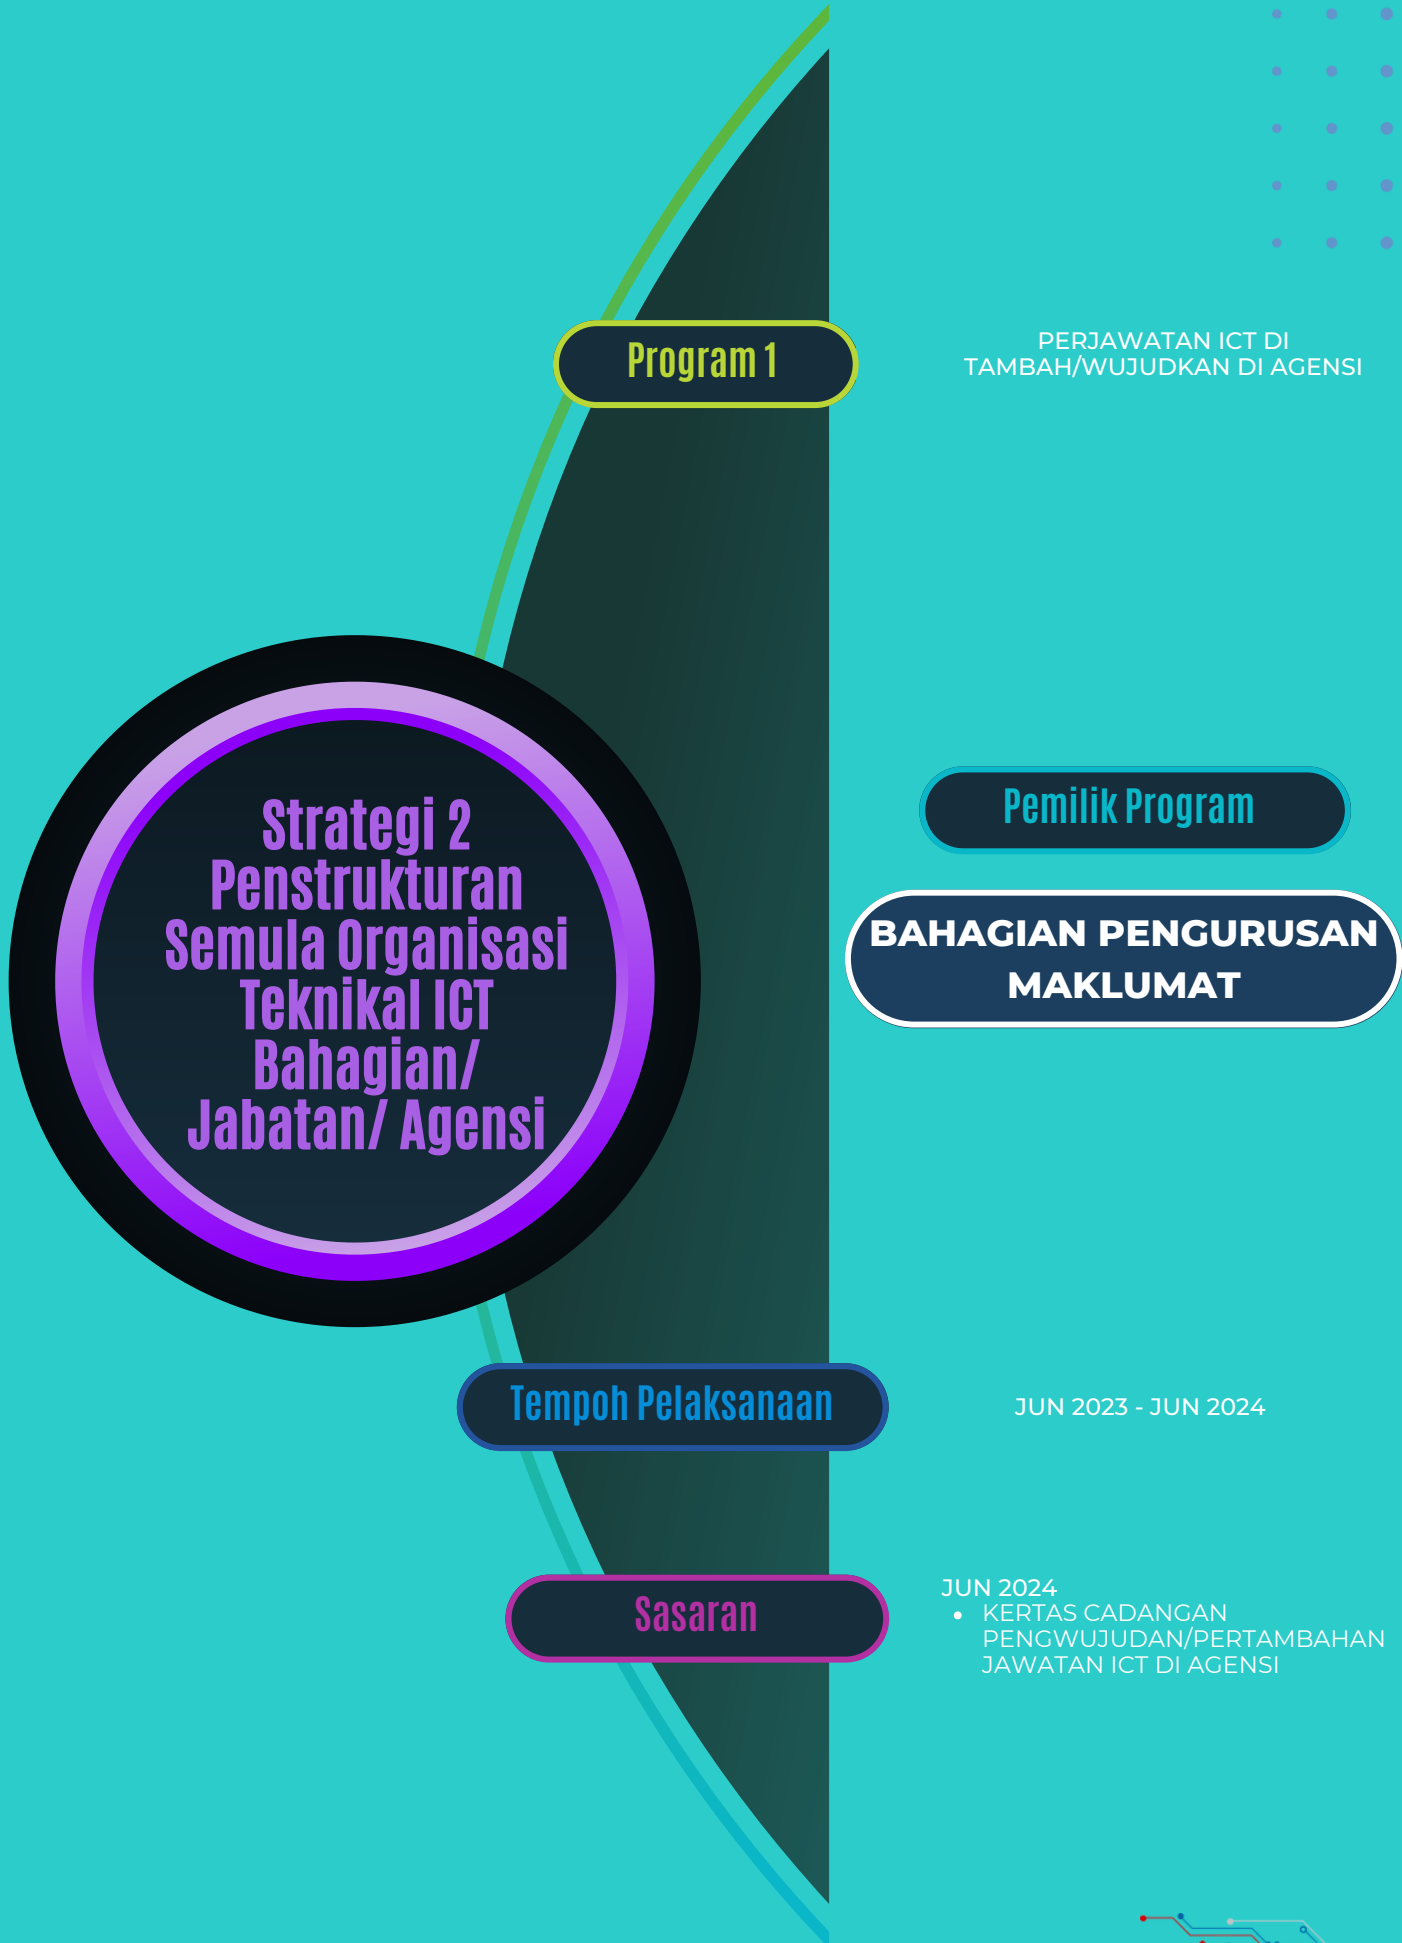 Program 1
PERJAWATAN ICT DI
TAMBAH/WUJUDKAN DI AGENSI
Strategi 2
Penstrukturan
Semula Organisasi
Teknikal ICT
Bahagian/
Jabatan/ Agensi
Pemilik Program
BAHAGIAN PENGURUSAN
MAKLUMAT
Tempoh Pelaksanaan
JUN 2023 - JUN 2024
Sasaran
JUN 2024
• KERTAS CADANGAN
PENGWUJUDAN/PERTAMBAHAN
JAWATAN ICT DI AGENSI